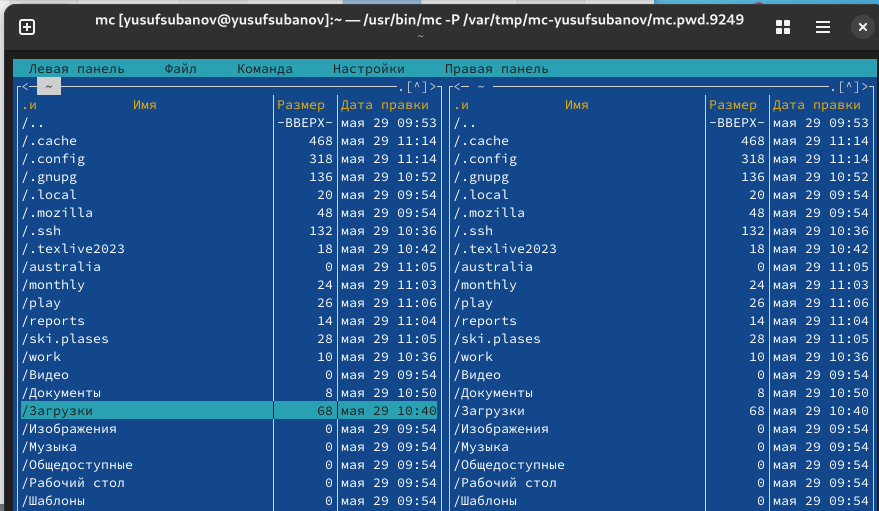 mc [yusufsubanov@yusufsubanov]:~ — /usr/bin/mc -P /var/tmp/mc-yusufsubanov/mc.pwd.9249
~
Левая панель Файл Команда Настройки Правая панель
<─ ~ .[^]> <─ ~ .[^]>
.и Имя Размер Дата правки .и Имя Размер Дата правки
/.. -ВВЕРХ- мая 29 09:53 /.. -ВВЕРХ- мая 29 09:53
/.cache 468 мая 29 11:14 /.cache 468 мая 29 11:14
/.config 318 мая 29 11:14 /.config 318 мая 29 11:14
/.gnupg 136 мая 29 10:52 /.gnupg 136 мая 29 10:52
/.local 20 мая 29 09:54 /.local 20 мая 29 09:54
/.mozilla 48 мая 29 09:54 /.mozilla 48 мая 29 09:54
/.ssh 132 мая 29 10:36 /.ssh 132 мая 29 10:36
/.texlive2023 18 мая 29 10:42 /.texlive2023 18 мая 29 10:42
/australia 0 мая 29 11:05 /australia 0 мая 29 11:05
/monthly 24 мая 29 11:03 /monthly 24 мая 29 11:03
/play 26 мая 29 11:06 /play 26 мая 29 11:06
/reports 14 мая 29 11:04 /reports 14 мая 29 11:04
/ski.plases 28 мая 29 11:05 /ski.plases 28 мая 29 11:05
/work 10 мая 29 10:36 /work 10 мая 29 10:36
/Видео 0 мая 29 09:54 /Видео 0 мая 29 09:54
/Документы 8 мая 29 10:50 /Документы 8 мая 29 10:50
/Загрузки 68 мая 29 10:40 /Загрузки 68 мая 29 10:40
/Изображения 0 мая 29 09:54 /Изображения 0 мая 29 09:54
/Музыка 0 мая 29 09:54 /Музыка 0 мая 29 09:54
/Общедоступные 0 мая 29 09:54 /Общедоступные 0 мая 29 09:54
/Рабочий стол 0 мая 29 09:54 /Рабочий стол 0 мая 29 09:54
/Шаблоны 0 мая 29 09:54 /Шаблоны 0 мая 29 09:54